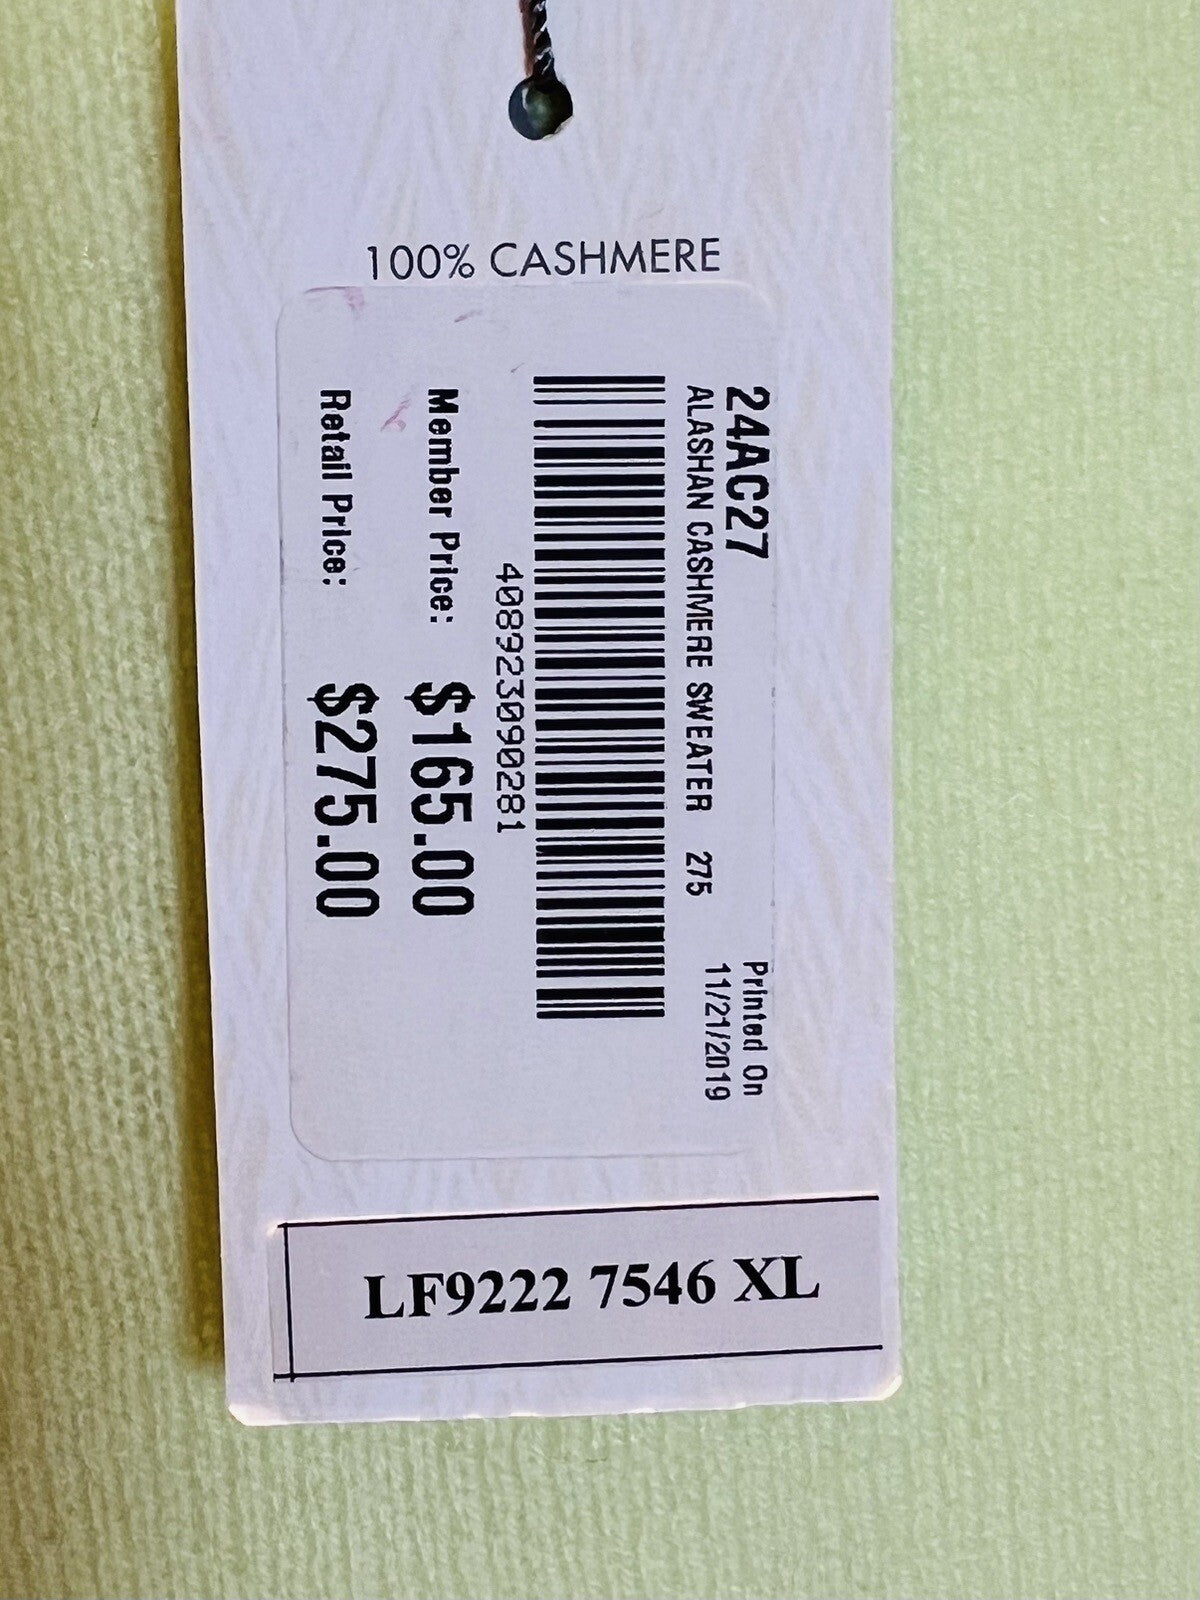 100% CASHMERE
24AC27
Printed On
ALASHAN CASHMERE SWEATER 275
11/21/2019
408923090281
Member Price: $165.00
Retail Price: $275.00
LF9222 7546 XL